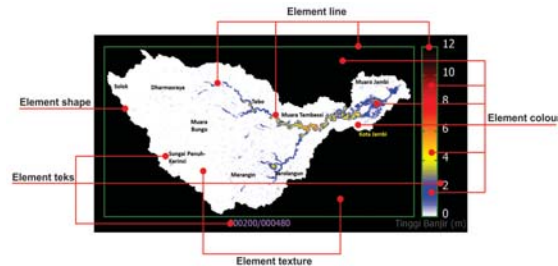 Element line
12
10
8
6
4
2
0
Solok
Dharmasraya
Tebo
Muara Jambi
Muara Bungo
Muara Tembesi
Kota Jambi
Element shape
Element colour
Sungai Penuh-
Kerinci
Merangin
Sarolangun
Element teks
000200/000480
Tinggi Banjir (m)
Element texture